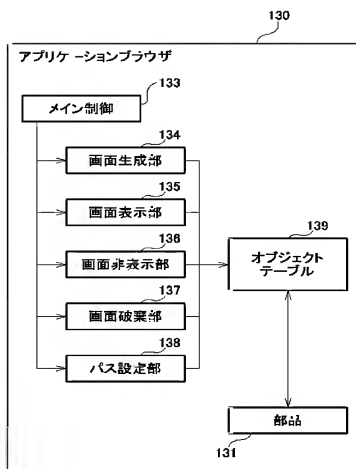 130
アプリケーションブラウザ
133
メイン制御
134
画面生成部
135
画面表示部
136
画面非表示部
137
画面破棄部
138
パス設定部
139
オブジェクト
テーブル
部品
131